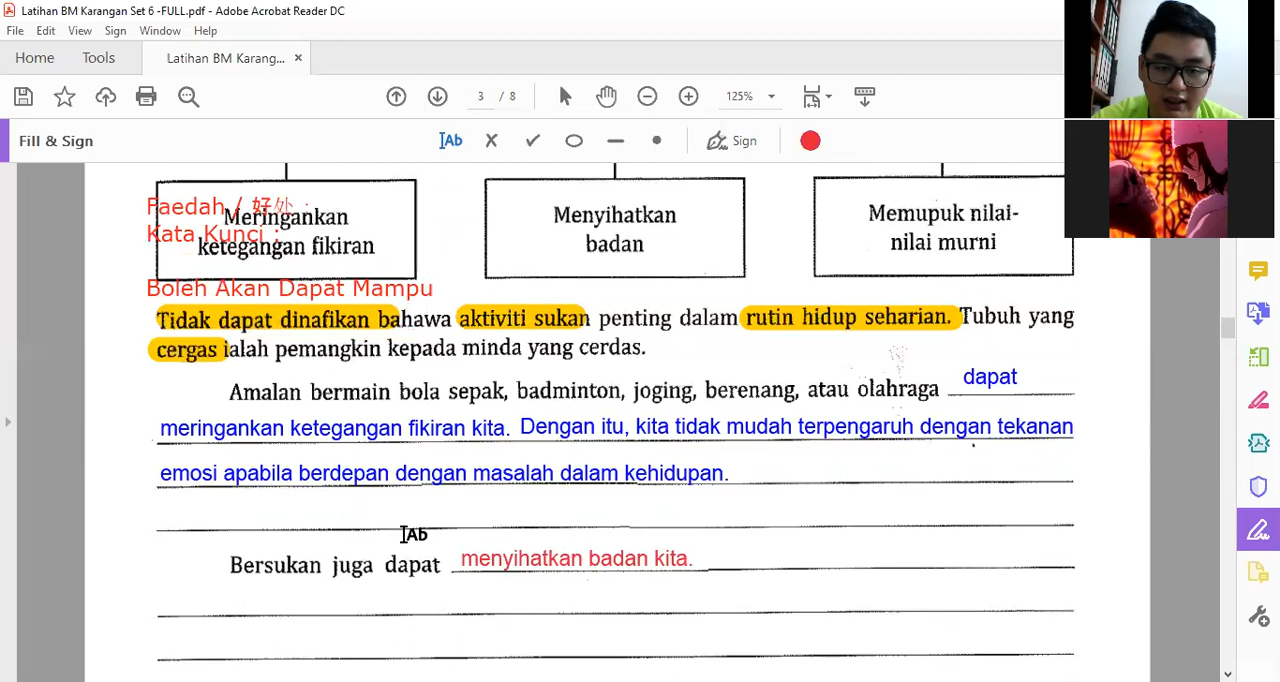 Latihan BM Karangan Set 6 -FULL.pdf - Adobe Acrobat Reader DC
File Edit View Sign Window Help
Home Tools Latihan BM Karang... ×
3 / 8 125%
Fill & Sign Ab Sign
Faedah / 好处
Kata Kunci :
Meringankan
ketegangan fikiran
Menyihatkan
badan
Memupuk nilai-
nilai murni
Boleh Akan Dapat Mampu
Tidak dapat dinafikan bahawa aktiviti sukan penting dalam rutin hidup seharian. Tubuh yang
cergas ialah pemangkin kepada minda yang cerdas.
Amalan bermain bola sepak, badminton, joging, berenang, atau olahraga dapat
meringankan ketegangan fikiran kita. Dengan itu, kita tidak mudah terpengaruh dengan tekanan
emosi apabila berdepan dengan masalah dalam kehidupan.
Ab
Bersukan juga dapat menyihatkan badan kita.